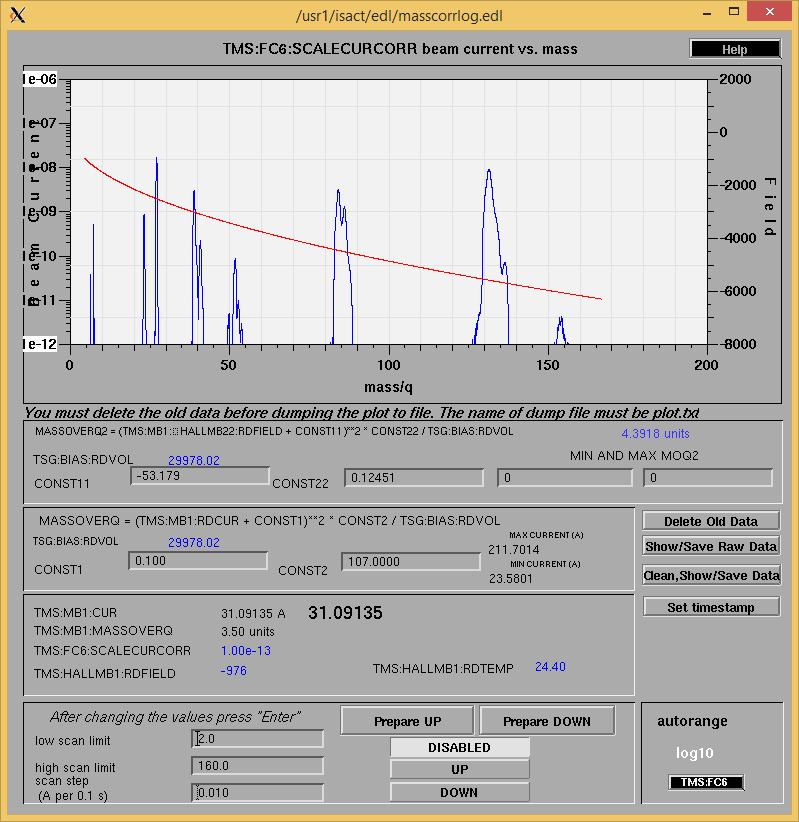 /usr1/isact/edl/masscorrlog.edl
TMS:FC6:SCALECURCORR beam current vs. mass
Help
1e-06
1e-07
1e-08
1e-09
1e-10
1e-11
1e-12
Beam Current
2000
0
-2000
-4000
-6000
-8000
Field
0 50 100 150 200
mass/q
You must delete the old data before dumping the plot to file. The name of dump file must be plot.txt
MASSOVERQ2 = (TMS:MB1:HALLMB22:RDFIELD + CONST11)**2 * CONST22 / TSG:BIAS:RDVOL
4.3918 units
TSG:BIAS:RDVOL 29978.02
MIN AND MAX MOQ2
CONST11 -53.179 CONST22 0.12451 0 0
MASSOVERQ = (TMS:MB1:RDCUR + CONST1)**2 * CONST2 / TSG:BIAS:RDVOL
TSG:BIAS:RDVOL 29978.02
MAX CURRENT (A)
211.7014
CONST1 0.100 CONST2 107.0000
MIN CURRENT (A)
23.5801
Delete Old Data
Show/Save Raw Data
Clean,Show/Save Data
Set timestamp
TMS:MB1:CUR 31.09135 A 31.09135
TMS:MB1:MASSOVERQ 3.50 units
TMS:FC6:SCALECURCORR 1.00e-13
TMS:HALLMB1:RDFIELD -976 TMS:HALLMB1:RDTEMP 24.40
After changing the values press "Enter"
low scan limit 2.0
high scan limit 160.0
scan step
(A per 0.1 s) 0.010
Prepare UP Prepare DOWN
DISABLED
UP
DOWN
autorange
log10
TMS:FC6